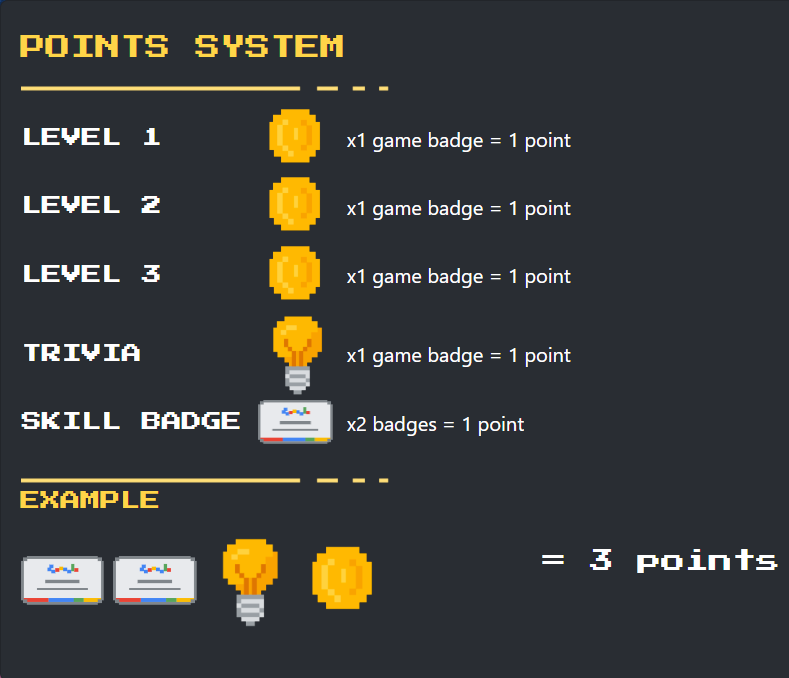 POINTS SYSTEM
LEVEL 1 x1 game badge = 1 point
LEVEL 2 x1 game badge = 1 point
LEVEL 3 x1 game badge = 1 point
TRIVIA x1 game badge = 1 point
SKILL BADGE x2 badges = 1 point
EXAMPLE
= 3 points